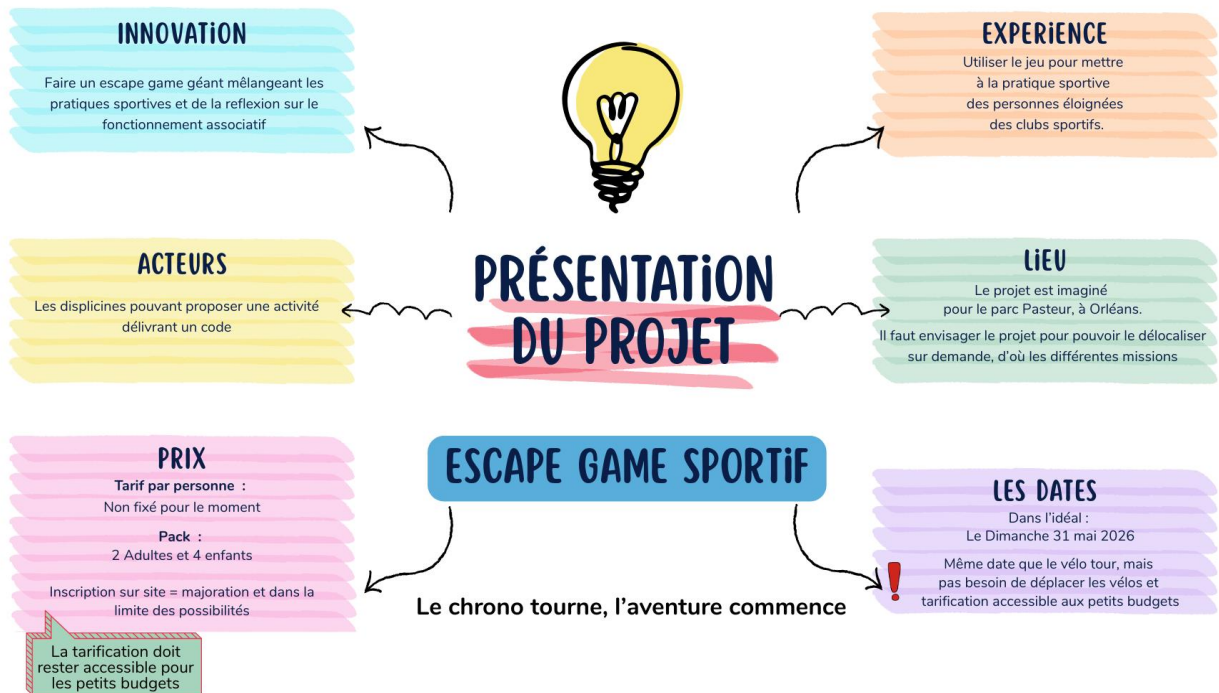 INNOVATiON
Faire un escape game géant mêlangeant les
pratiques sportives et de la reflexion sur le
fonctionnement associatif
EXPERiENCE
Utiliser le jeu pour mettre
à la pratique sportive
des personnes éloignées
des clubs sportifs.
ACTEURS
Les displicines pouvant proposer une activité
délivrant un code
PRÉSENTATiON
DU PROJET
LiEU
Le projet est imaginé
pour le parc Pasteur, à Orléans.
Il faut envisager le projet pour pouvoir le délocaliser
sur demande, d'où les différentes missions
PRIX
Tarif par personne :
Non fixé pour le moment
Pack :
2 Adultes et 4 enfants
Inscription sur site = majoration et dans la
limite des possibilités
La tarification doit
rester accessible pour
les petits budgets
ESCAPE GAME SPORTiF
Le chrono tourne, l'aventure commence
LES DATES
Dans l'idéal :
Le Dimanche 31 mai 2026
Même date que le vélo tour, mais
pas besoin de déplacer les vélos et
tarification accessible aux petits budgets